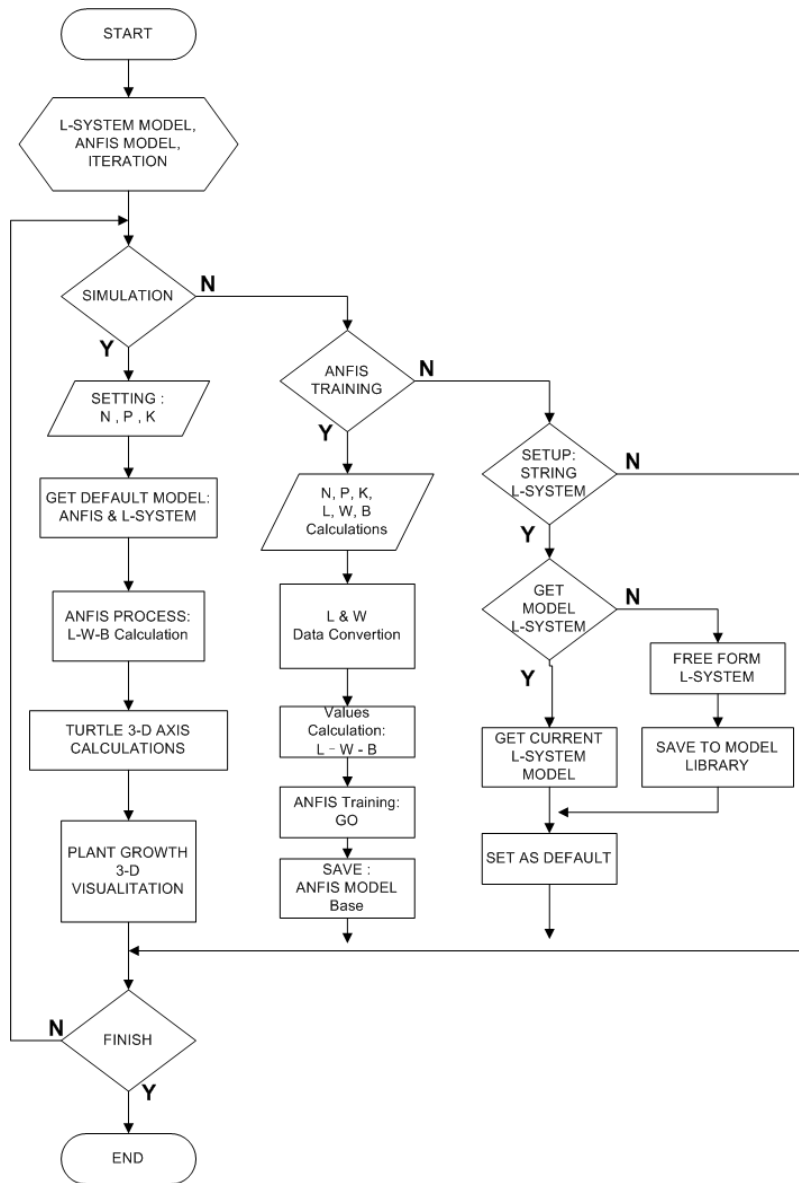 START
L-SYSTEM MODEL,
ANFIS MODEL,
ITERATION
SIMULATION
N
Y
SETTING :
N , P , K
GET DEFAULT MODEL:
ANFIS & L-SYSTEM
ANFIS PROCESS:
L-W-B Calculation
TURTLE 3-D AXIS
CALCULATIONS
PLANT GROWTH
3-D
VISUALITATION
ANFIS
TRAINING
N
Y
N, P, K,
L, W, B
Calculations
L & W
Data Convertion
Values
Calculation:
L - W - B
ANFIS Training:
GO
SAVE :
ANFIS MODEL
Base
SETUP:
STRING
L-SYSTEM
N
Y
GET
MODEL
L-SYSTEM
N
Y
FREE FORM
L-SYSTEM
GET CURRENT
L-SYSTEM
MODEL
SAVE TO MODEL
LIBRARY
SET AS DEFAULT
N
FINISH
Y
END